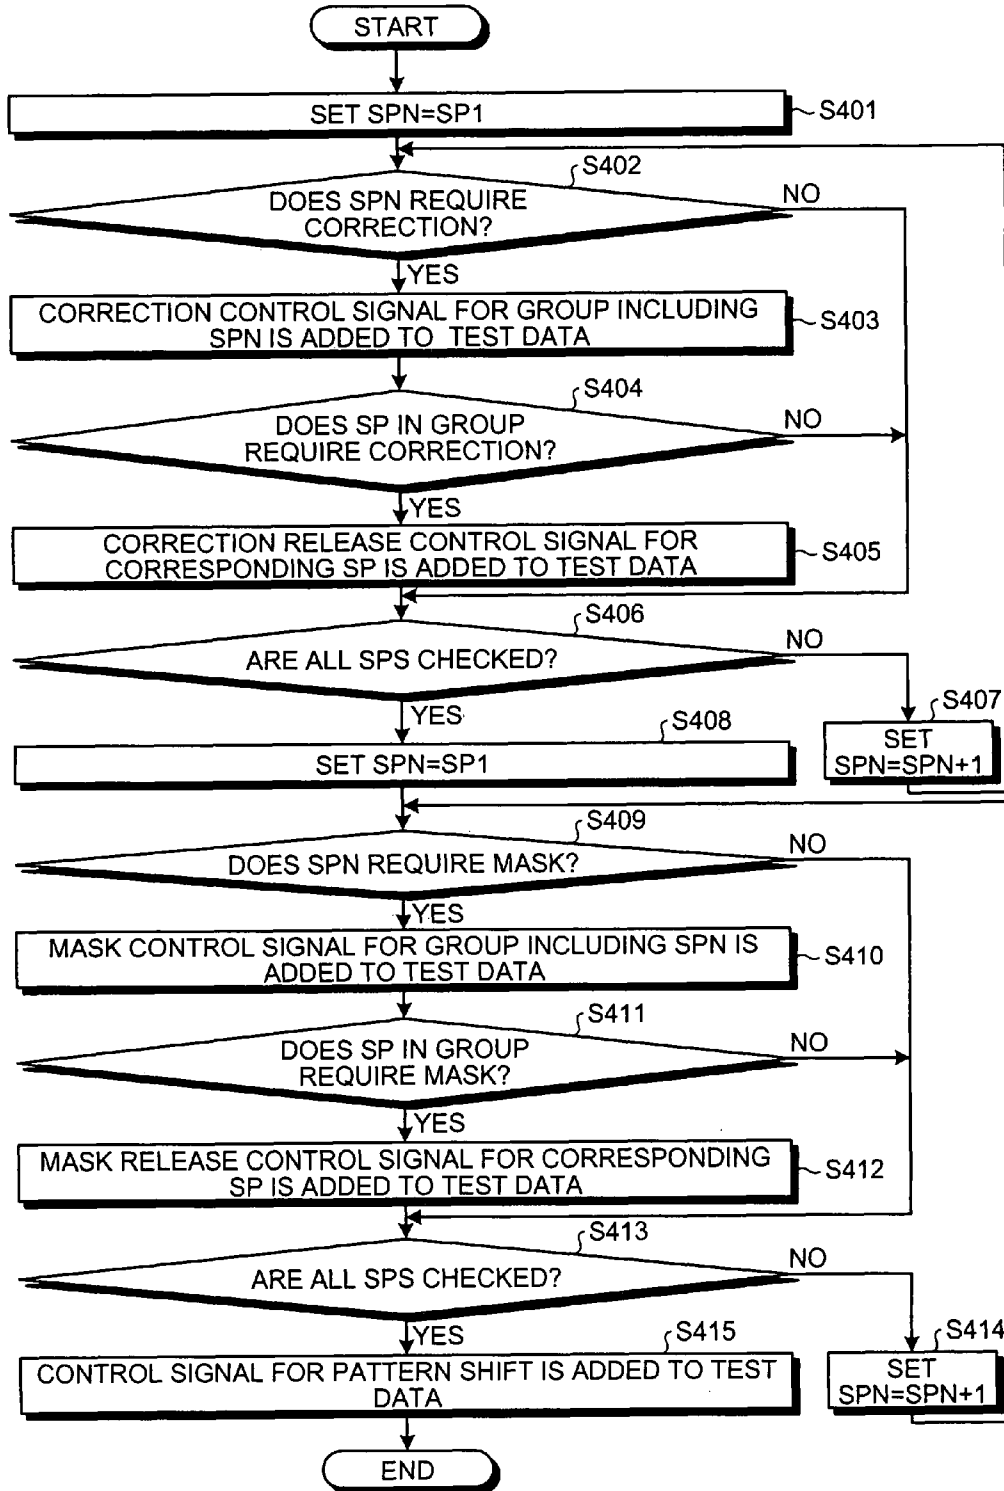 START
SET SPN=SP1
S401
S402
DOES SPN REQUIRE
CORRECTION?
NO
YES
CORRECTION CONTROL SIGNAL FOR GROUP INCLUDING
SPN IS ADDED TO TEST DATA
S403
S404
DOES SP IN GROUP
REQUIRE CORRECTION?
NO
YES
CORRECTION RELEASE CONTROL SIGNAL FOR
CORRESPONDING SP IS ADDED TO TEST DATA
S405
S406
ARE ALL SPS CHECKED?
NO
YES
S407
SET
SPN=SPN+1
S408
SET SPN=SP1
S409
DOES SPN REQUIRE MASK?
NO
YES
MASK CONTROL SIGNAL FOR GROUP INCLUDING SPN IS
ADDED TO TEST DATA
S410
S411
DOES SP IN GROUP
REQUIRE MASK?
NO
YES
MASK RELEASE CONTROL SIGNAL FOR CORRESPONDING
SP IS ADDED TO TEST DATA
S412
S413
ARE ALL SPS CHECKED?
NO
YES
S414
SET
SPN=SPN+1
S415
CONTROL SIGNAL FOR PATTERN SHIFT IS ADDED TO TEST
DATA
END